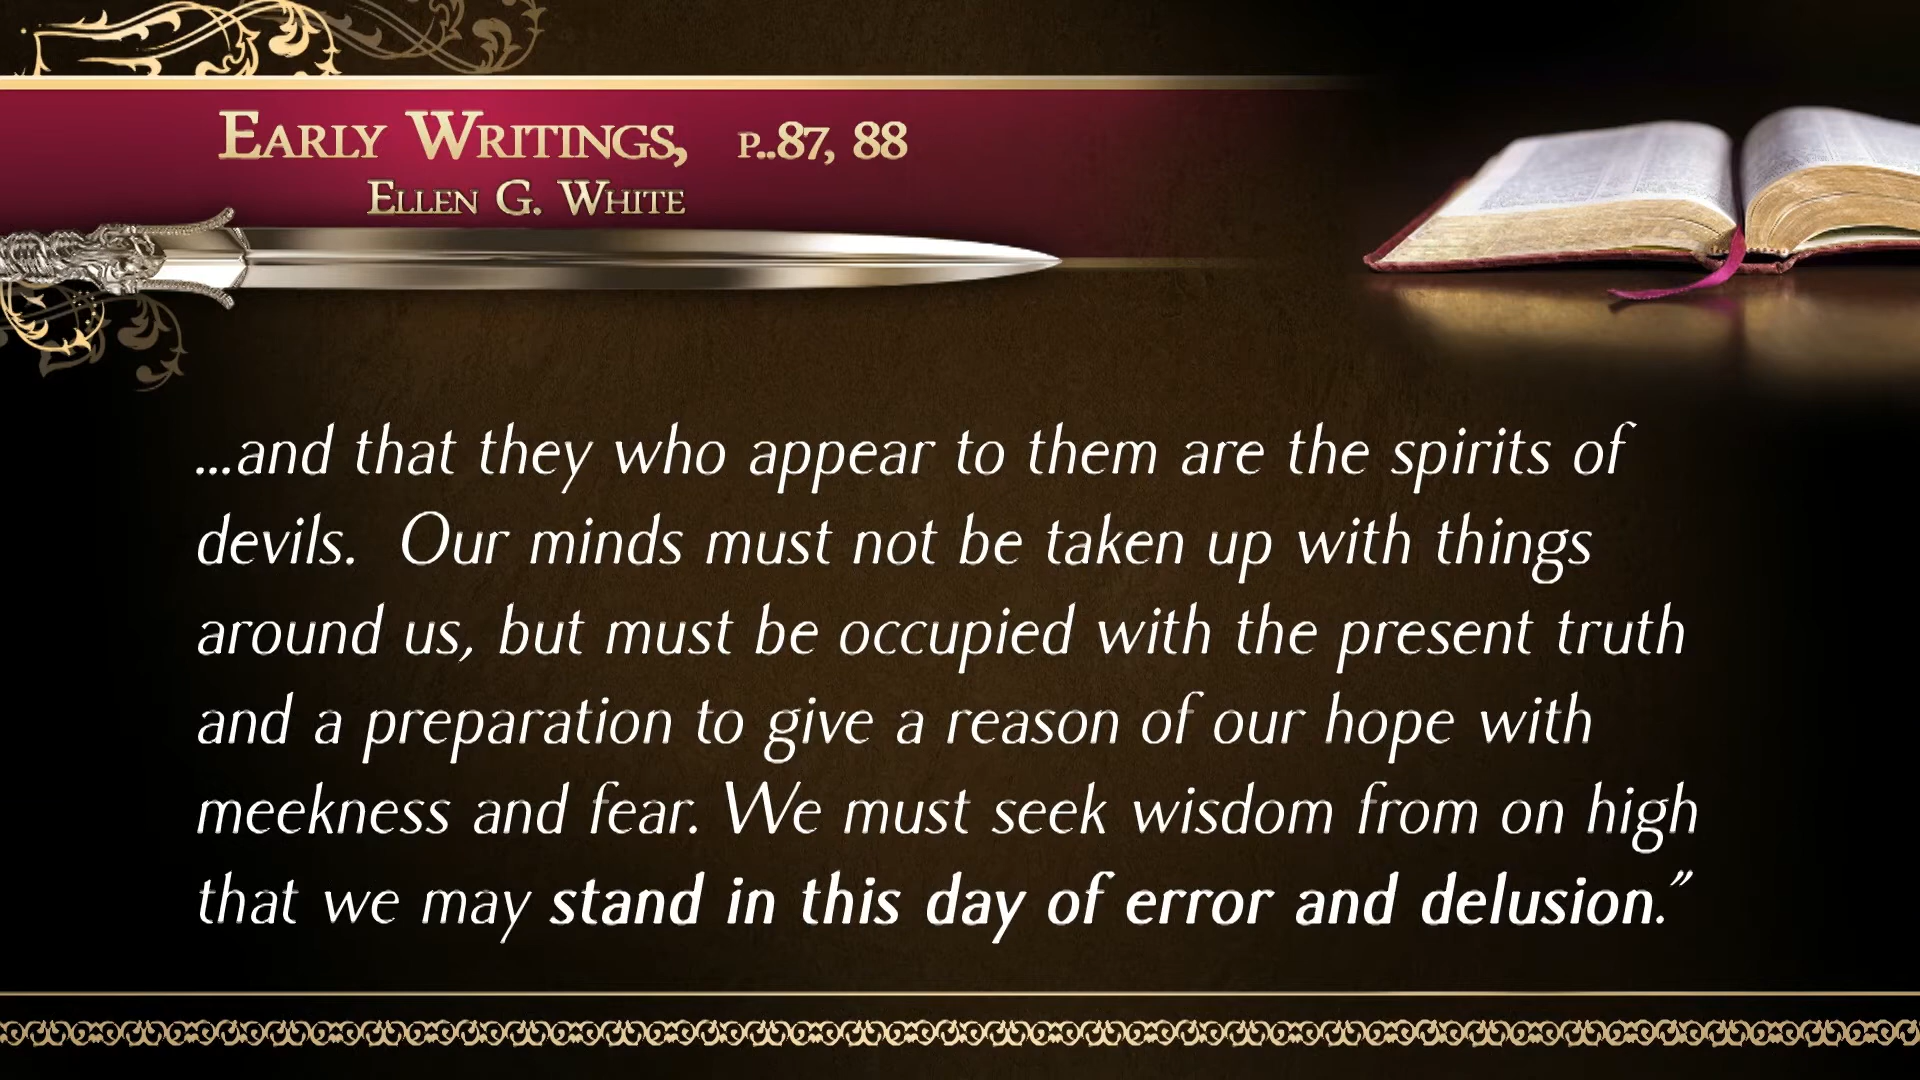 Early Writings, p..87, 88
Ellen G. White
...and that they who appear to them are the spirits of
devils.  Our minds must not be taken up with things
around us, but must be occupied with the present truth
and a preparation to give a reason of our hope with
meekness and fear. We must seek wisdom from on high
that we may stand in this day of error and delusion.”